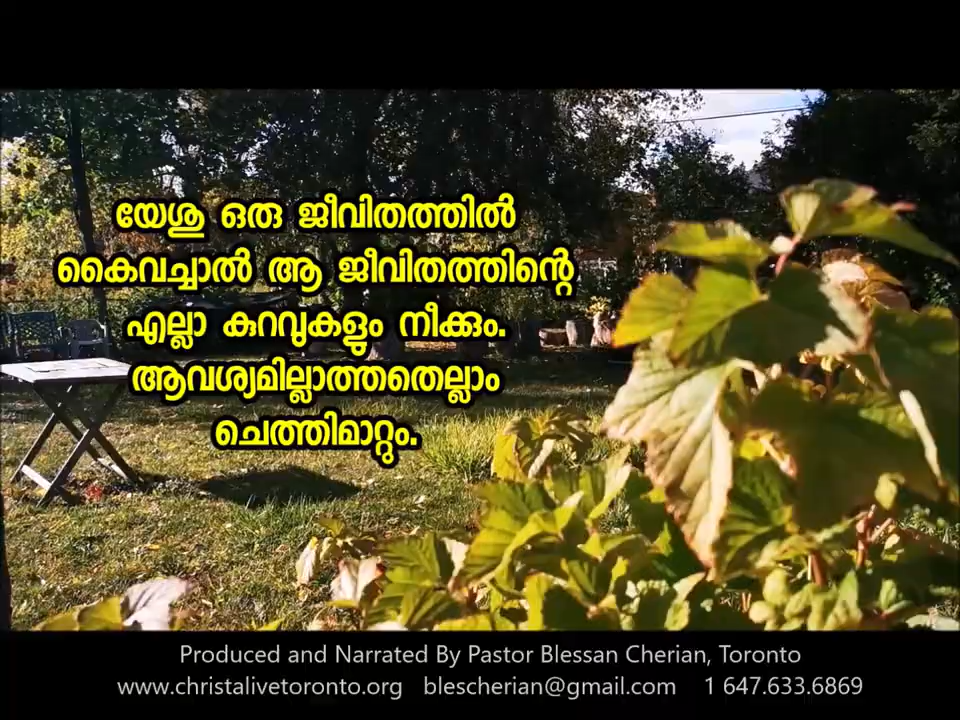 യേശു ഒരു ജീവിതത്തിൽ
കൈവച്ചാൽ ആ ജീവിതത്തിന്റെ
എല്ലാ കുറവുകളും നീക്കും.
ആവശ്യമില്ലാത്തതെല്ലാം
ചെത്തിമാറ്റും.
Produced and Narrated By Pastor Blessan Cherian, Toronto
www.christalivetoronto.org blescherian@gmail.com 1 647.633.6869